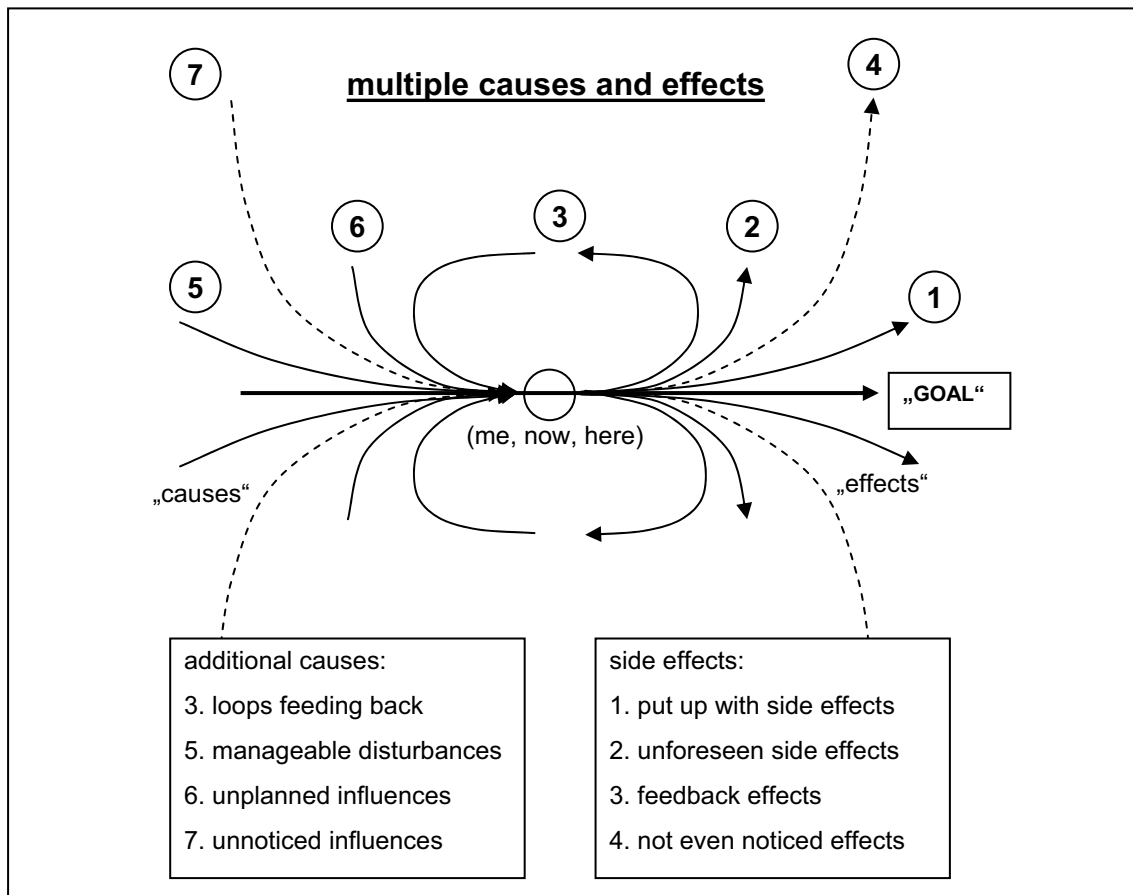 7
multiple causes and effects
4
6
3
2
5
1
„GOAL“
(me, now, here)
„causes“
„effects“
additional causes:
3. loops feeding back
5. manageable disturbances
6. unplanned influences
7. unnoticed influences
side effects:
1. put up with side effects
2. unforeseen side effects
3. feedback effects
4. not even noticed effects